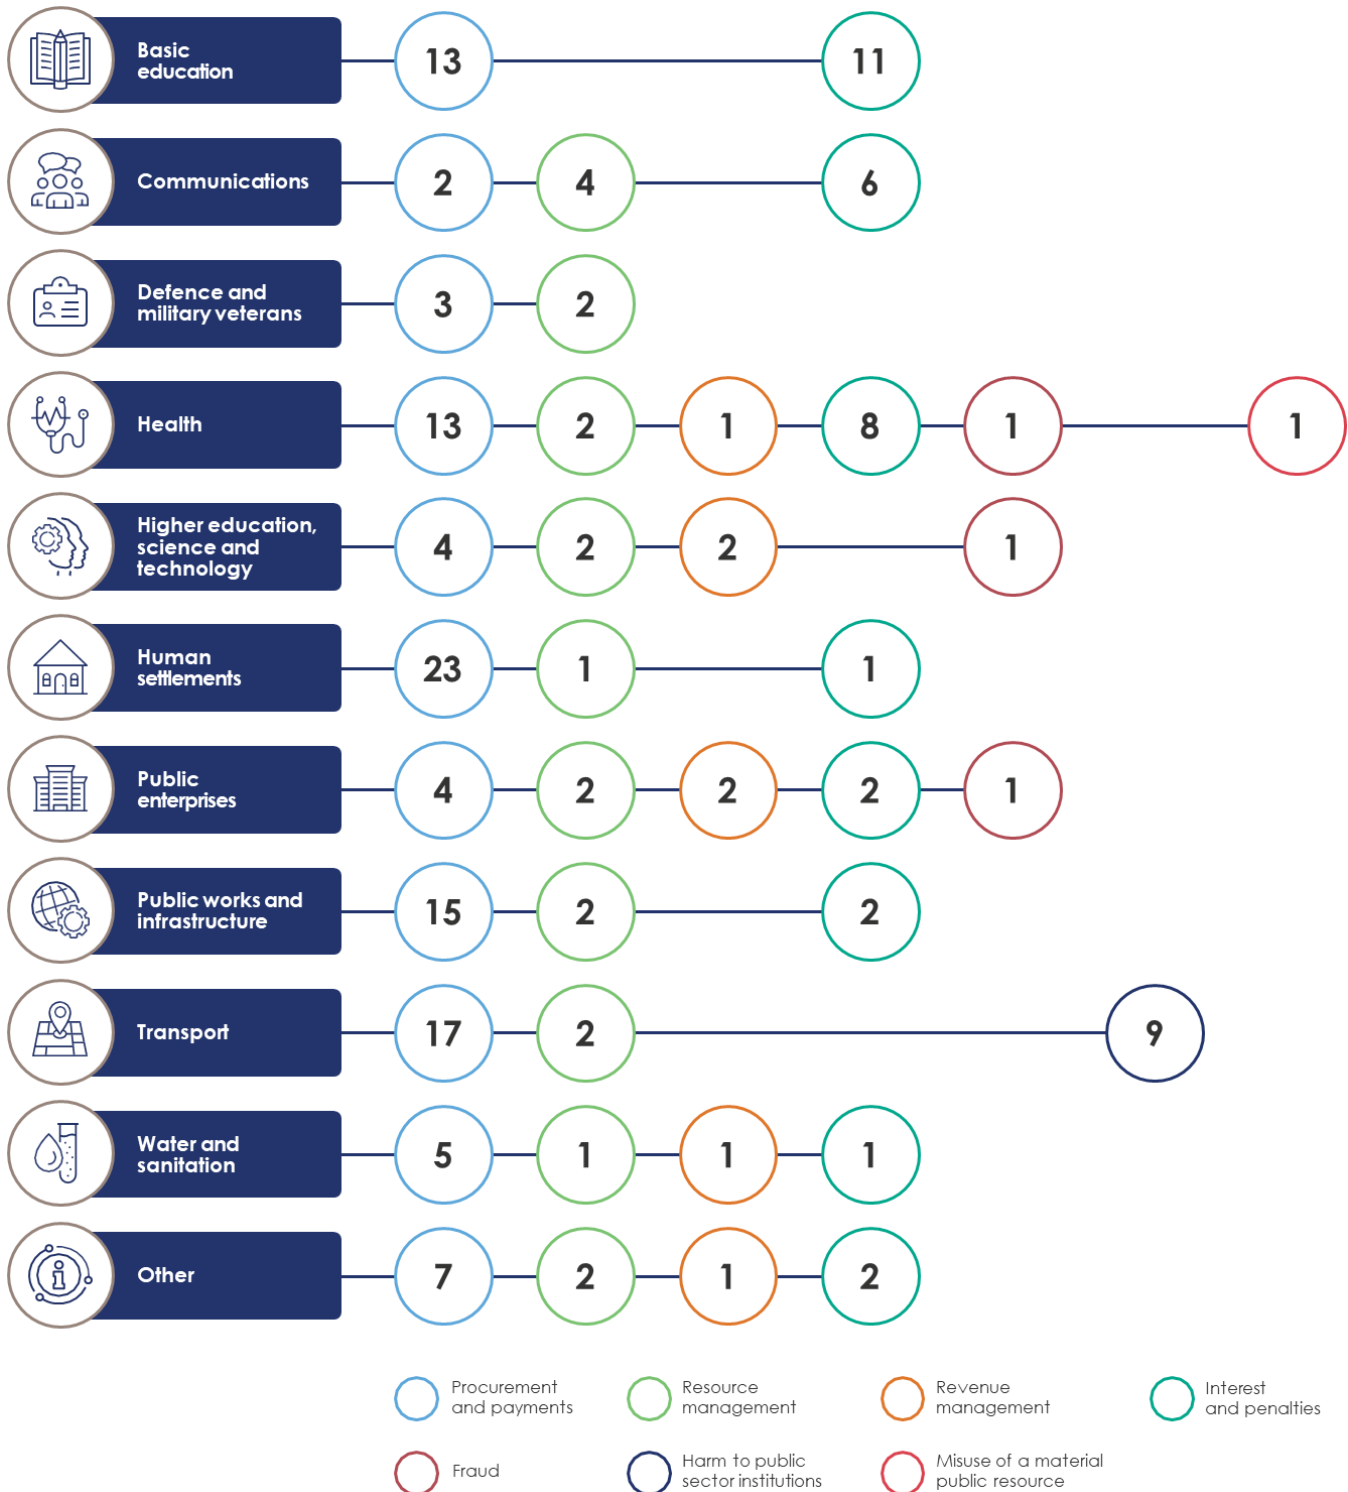 Basic
education
13
11
Communications
2
4
6
Defence and
military veterans
3
2
Health
13
2
1
8
1
1
Higher education,
science and
technology
4
2
2
1
Human
settlements
23
1
1
Public
enterprises
4
2
2
2
1
Public works and
infrastructure
15
2
2
Transport
17
2
9
Water and
sanitation
5
1
1
1
Other
7
2
1
2
Procurement
and payments
Resource
management
Revenue
management
Interest
and penalties
Fraud
Harm to public
sector institutions
Misuse of a material
public resource